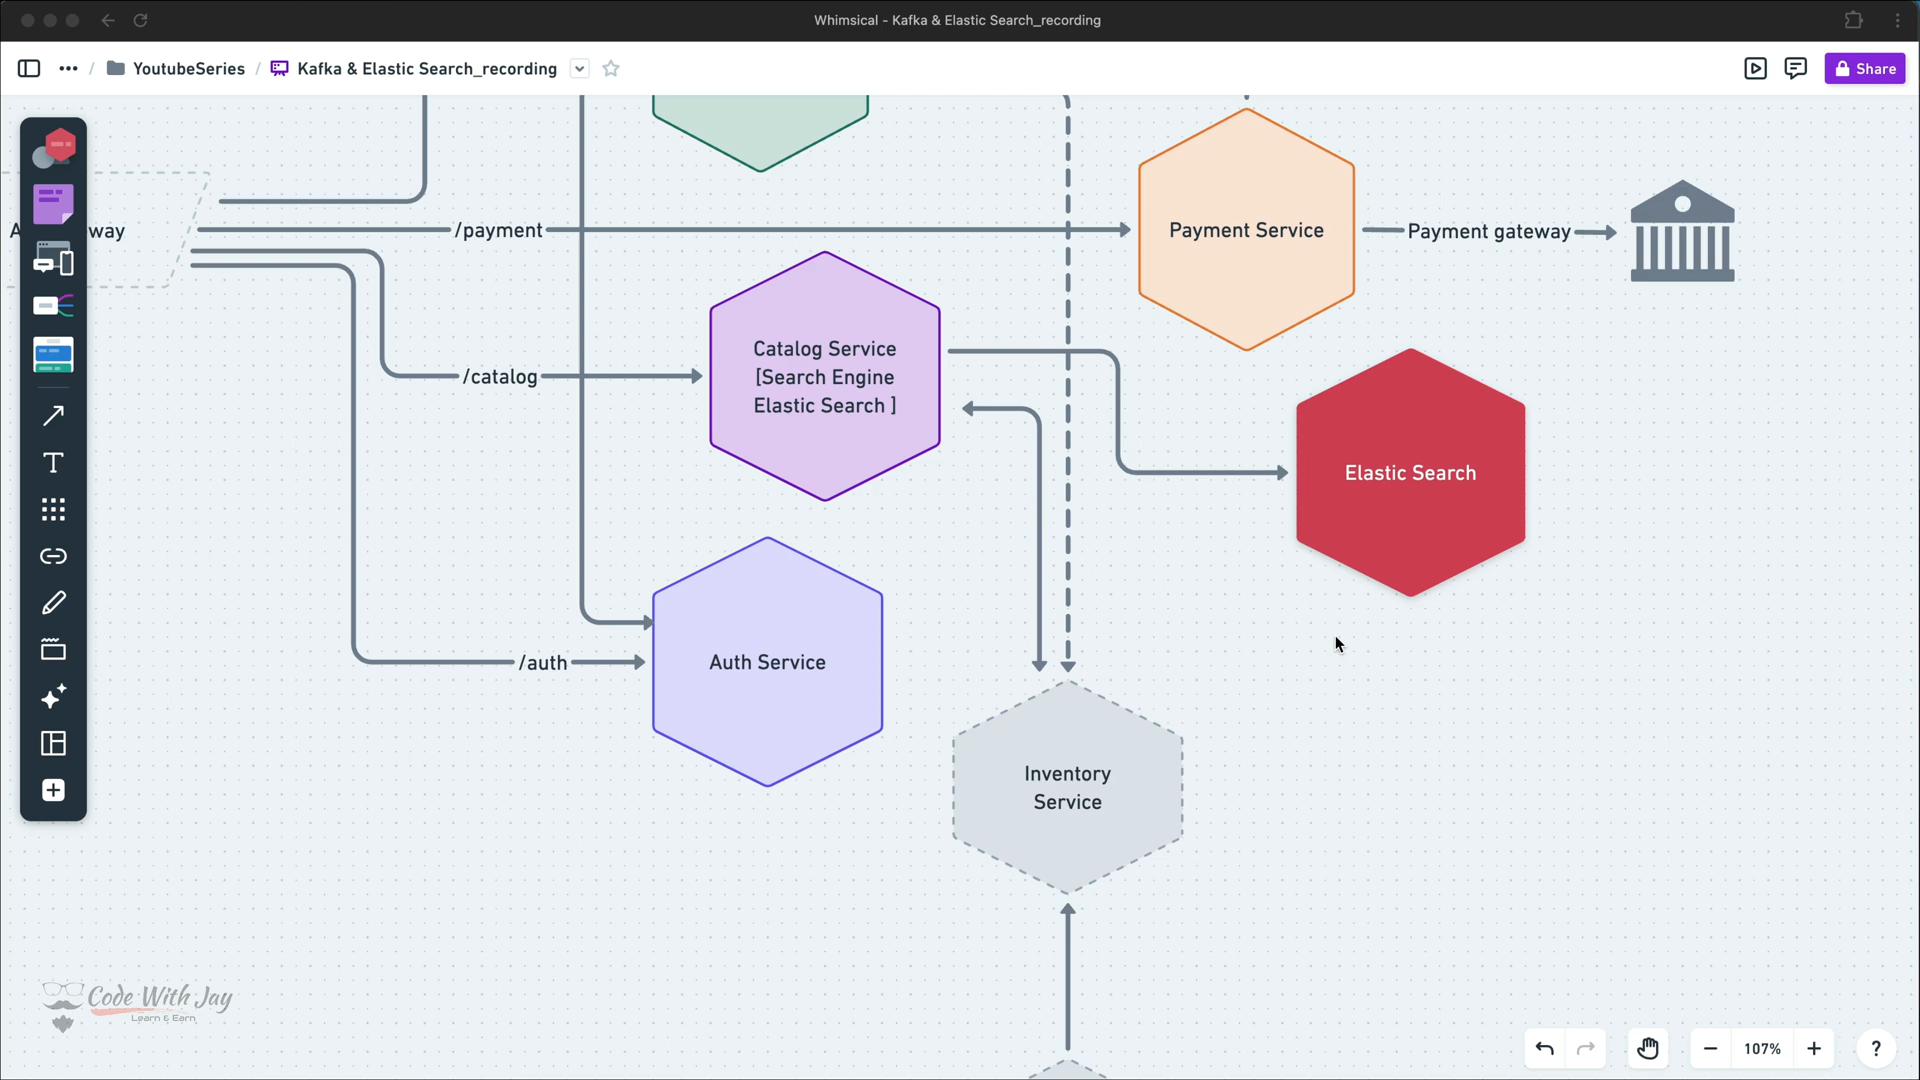 Whimsical - Kafka & Elastic Search_recording
YoutubeSeries / Kafka & Elastic Search_recording
Share
/payment
Payment Service
Payment gateway
Catalog Service
[Search Engine
Elastic Search ]
/catalog
Elastic Search
/auth
Auth Service
Inventory
Service
Code With Jay
Learn & Earn
107%
?